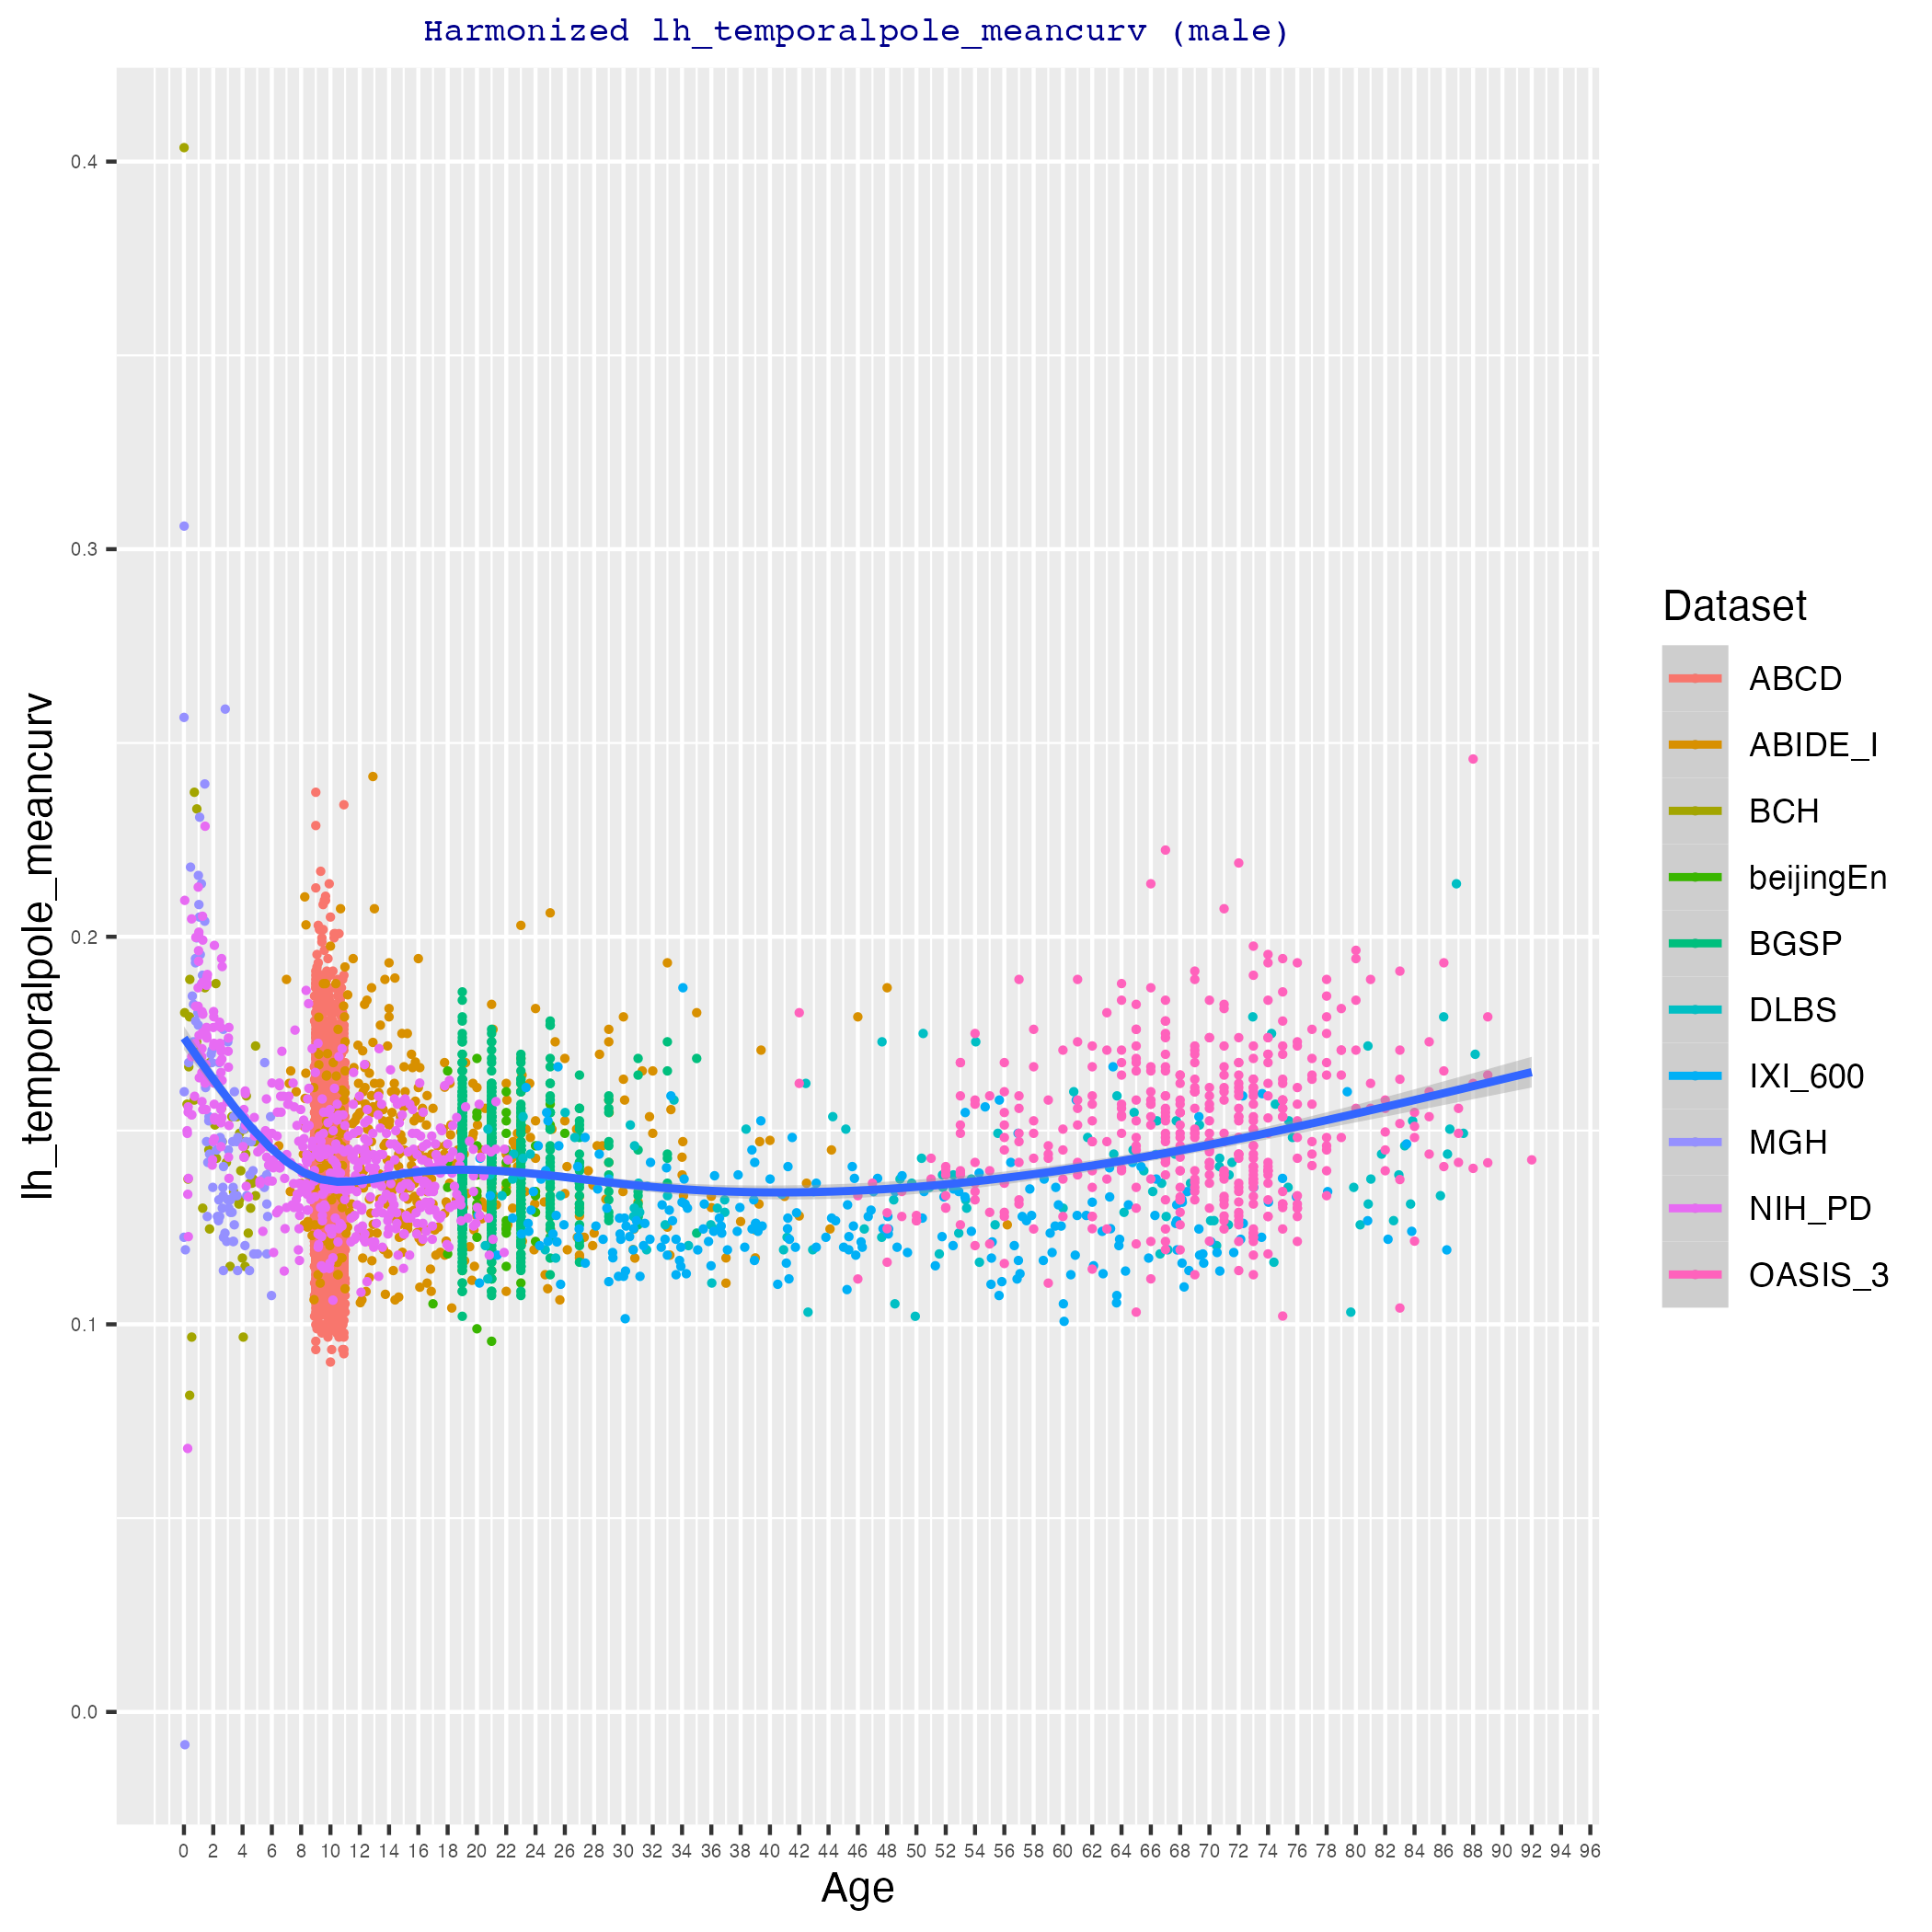 Harmonized lh_temporalpole_meancurv (male)
lh_temporalpole_meancurv
0.4
0.3
0.2
0.1
0.0
0 2 4 6 8 10 12 14 16 18 20 22 24 26 28 30 32 34 36 38 40 42 44 46 48 50 52 54 56 58 60 62 64 66 68 70 72 74 76 78 80 82 84 86 88 90 92 94 96
Age
Dataset
ABCD
ABIDE_I
BCH
beijingEn
BGSP
DLBS
IXI_600
MGH
NIH_PD
OASIS_3